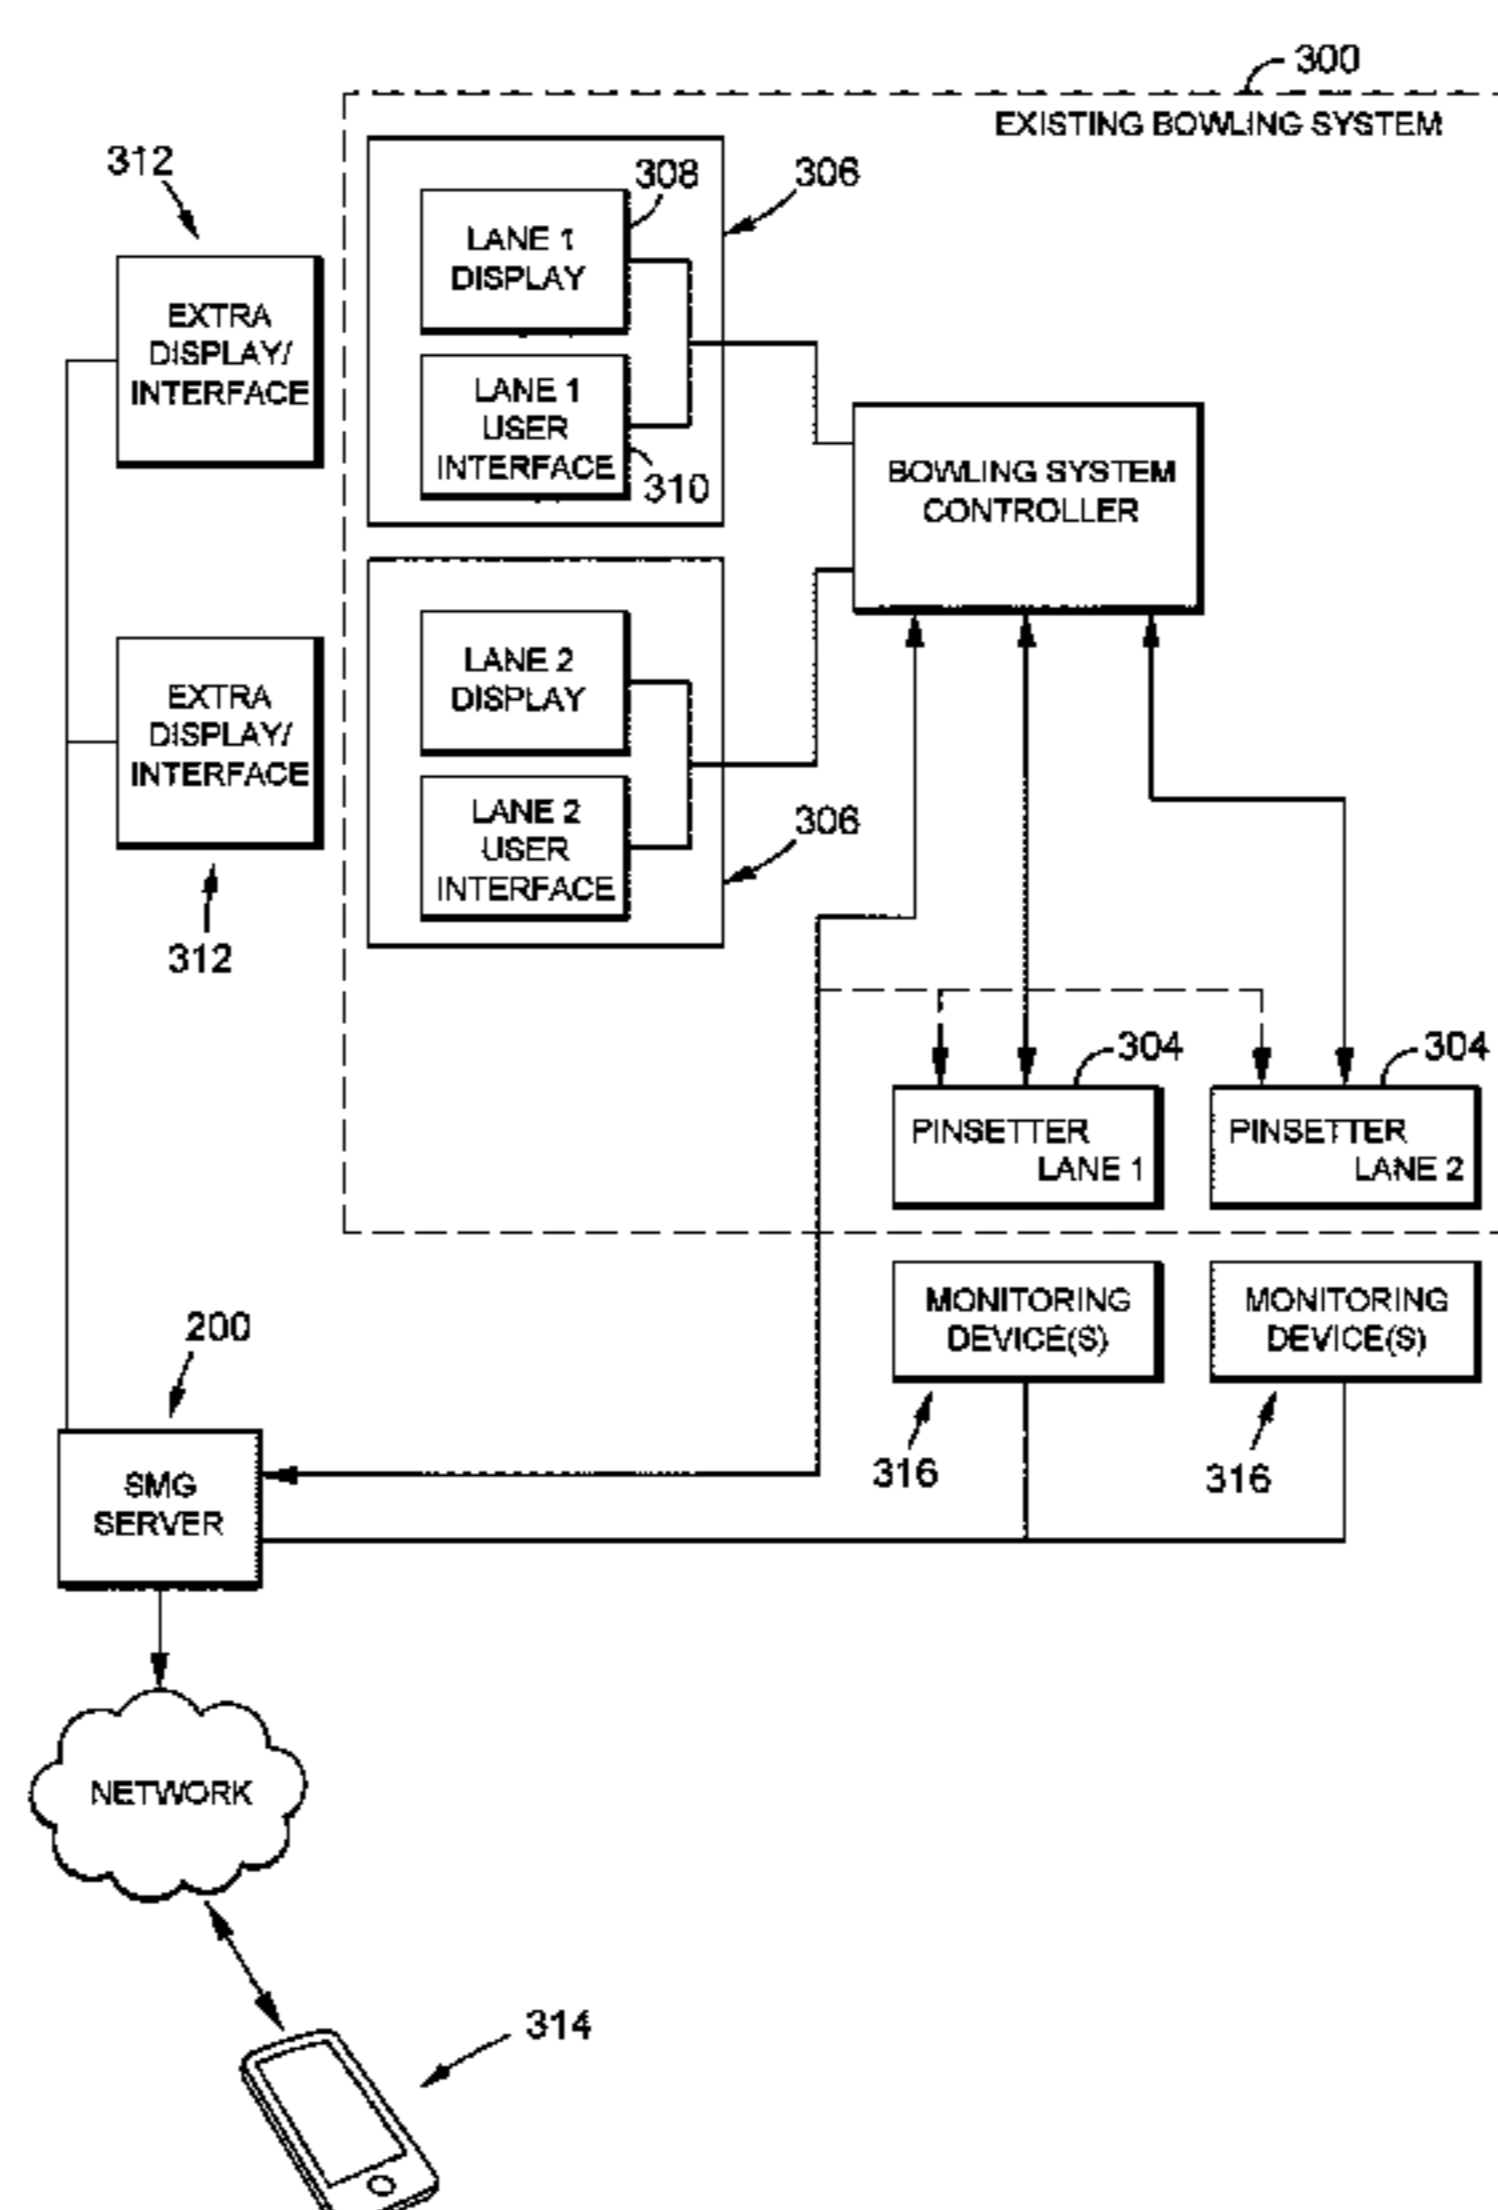 300
EXISTING BOWLING SYSTEM
312
308
306
LANE 1
DISPLAY
EXTRA
DISPLAY/
INTERFACE
LANE 1
USER
INTERFACE
310
BOWLING SYSTEM
CONTROLLER
EXTRA
DISPLAY/
INTERFACE
312
LANE 2
DISPLAY
LANE 2
USER
INTERFACE
306
304
304
PINSETTER
LANE 1
PINSETTER
LANE 2
MONITORING
DEVICE(S)
MONITORING
DEVICE(S)
316
316
200
SMG
SERVER
NETWORK
314